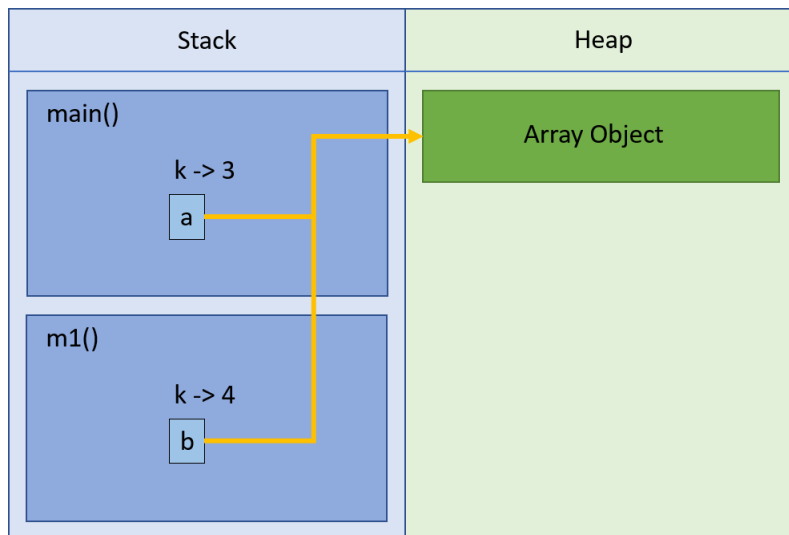 Stack
Heap
main()
k -> 3
a
Array Object
m1()
k -> 4
b